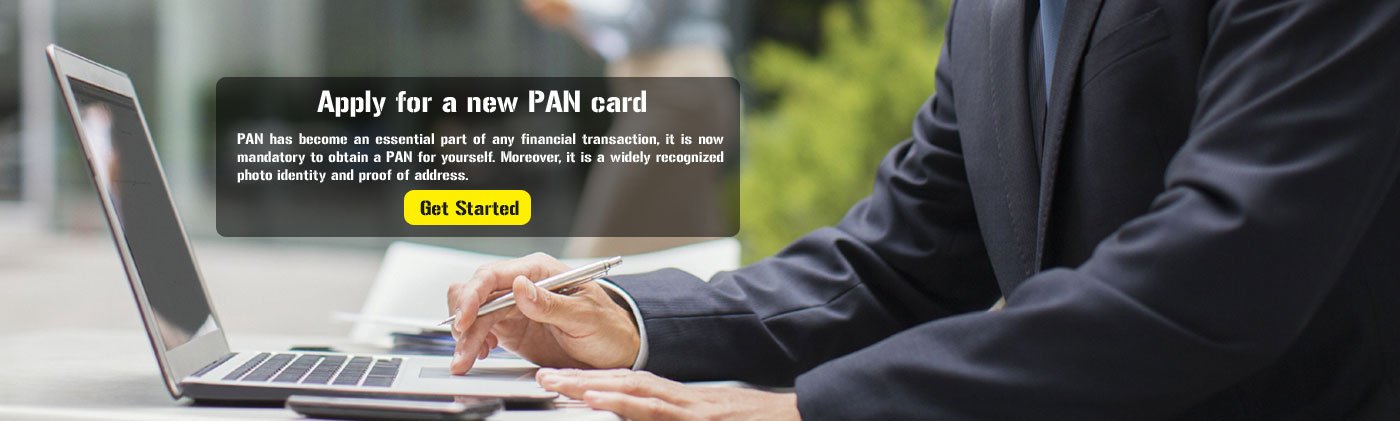 Apply for a new PAN card
PAN has become an essential part of any financial transaction, it is now
mandatory to obtain a PAN for yourself. Moreover, it is a widely recognized
photo identity and proof of address.
Get Started